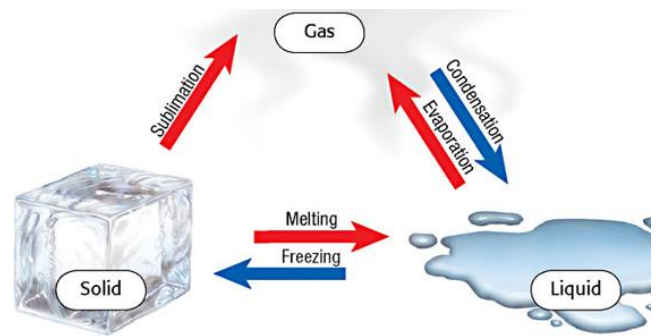 Gas
Sublimation
Condensation
Evaporation
Melting
Freezing
Solid
Liquid